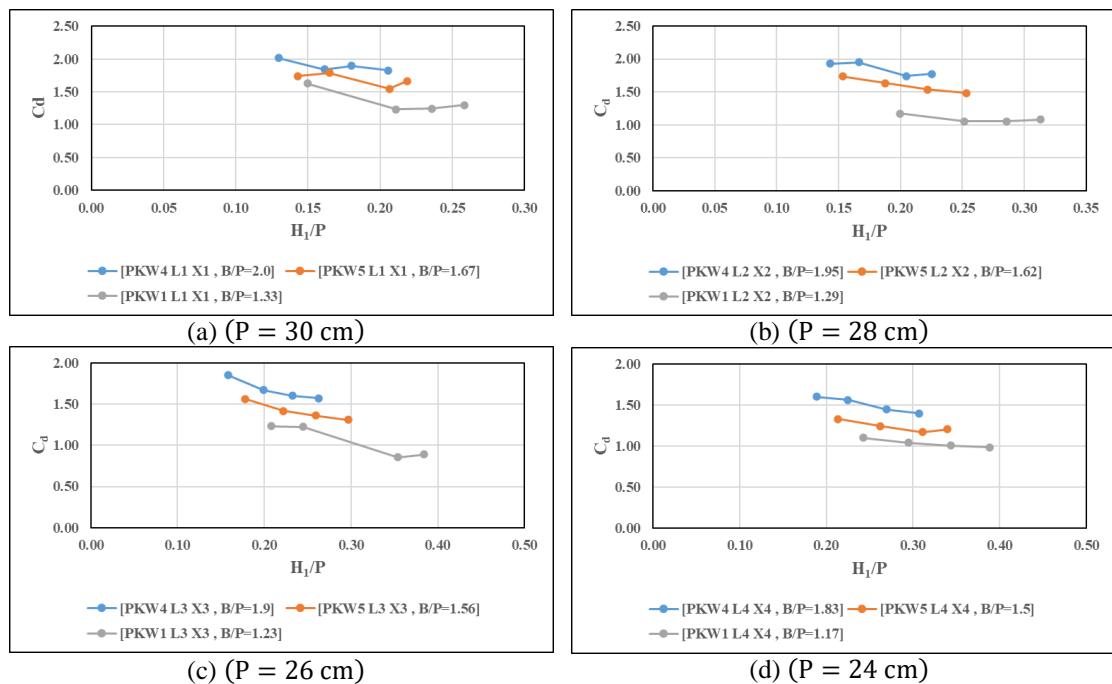 2.50
2.00
1.50
1.00
0.50
0.00
Cd
0.00 0.05 0.10 0.15 0.20 0.25 0.30
H₁/P
[PKW4 L1 X1 , B/P=2.0] [PKW5 L1 X1 , B/P=1.67]
[PKW1 L1 X1 , B/P=1.33]
(a) (P = 30 cm)
2.50
2.00
1.50
1.00
0.50
0.00
C_d
0.00 0.05 0.10 0.15 0.20 0.25 0.30 0.35
H₁/P
[PKW4 L2 X2 , B/P=1.95] [PKW5 L2 X2 , B/P=1.62]
[PKW1 L2 X2 , B/P=1.29]
(b) (P = 28 cm)
2.00
1.50
1.00
0.50
0.00
C_d
0.00 0.10 0.20 0.30 0.40 0.50
H₁/P
[PKW4 L3 X3 , B/P=1.9] [PKW5 L3 X3 , B/P=1.56]
[PKW1 L3 X3 , B/P=1.23]
(c) (P = 26 cm)
2.00
1.50
1.00
0.50
0.00
C_d
0.00 0.10 0.20 0.30 0.40 0.50
H₁/P
[PKW4 L4 X4 , B/P=1.83] [PKW5 L4 X4 , B/P=1.5]
[PKW1 L4 X4 , B/P=1.17]
(d) (P = 24 cm)